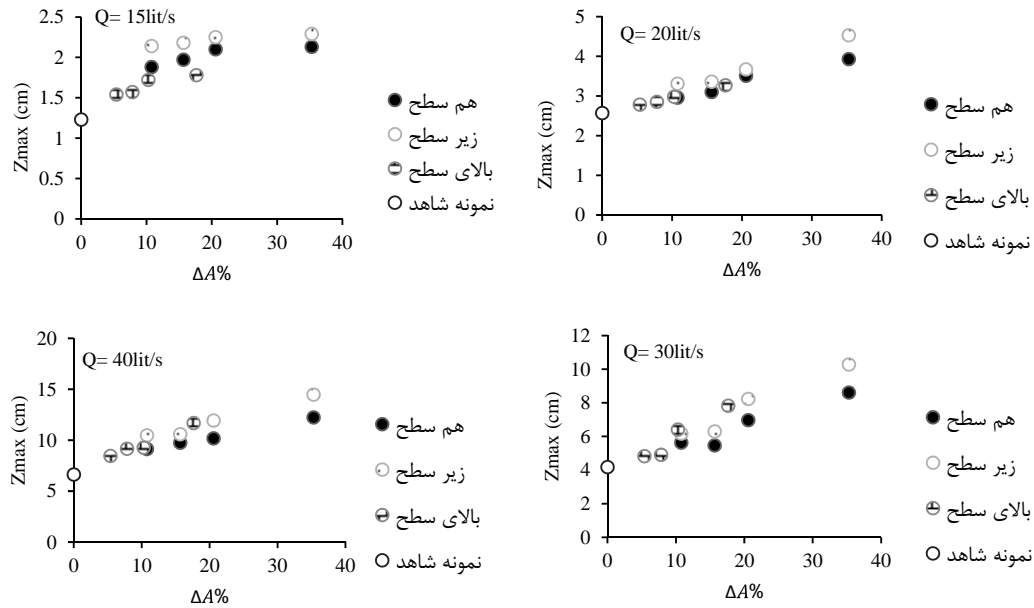 Q= 15lit/s
Zmax (cm)
2.5
2
1.5
1
0.5
0
0 10 20 30 40
ΔA%
هم سطح
زیر سطح
بالای سطح
نمونه شاهد
Q= 20lit/s
Zmax (cm)
5
4
3
2
1
0
0 10 20 30 40
ΔA%
هم سطح
زیر سطح
بالای سطح
نمونه شاهد
Q= 40lit/s
Zmax (cm)
20
15
10
5
0
0 10 20 30 40
ΔA%
هم سطح
زیر سطح
بالای سطح
نمونه شاهد
Q= 30lit/s
Zmax (cm)
12
10
8
6
4
2
0
0 10 20 30 40
ΔA%
هم سطح
زیر سطح
بالای سطح
نمونه شاهد